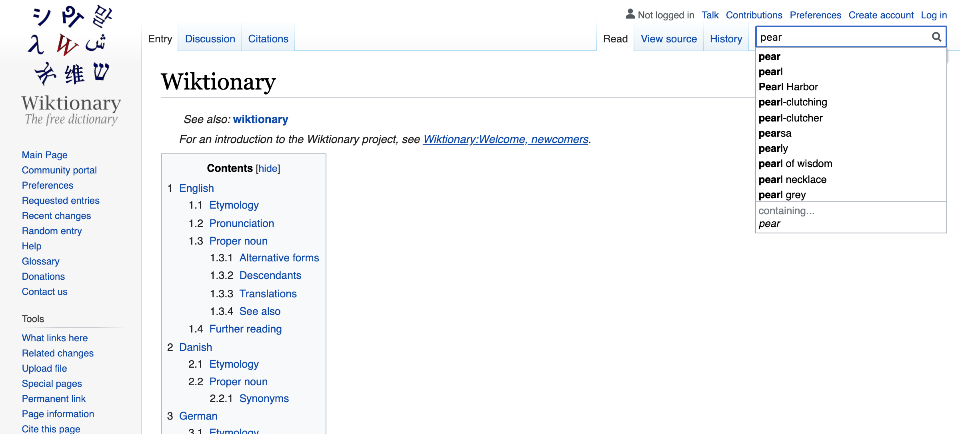 Not logged in Talk Contributions Preferences Create account Log in
Entry Discussion Citations Read View source History pear
Wiktionary
The free dictionary
Main Page
Community portal
Preferences
Requested entries
Recent changes
Random entry
Help
Glossary
Donations
Contact us
Tools
What links here
Related changes
Upload file
Special pages
Permanent link
Page information
Cite this page
Wiktionary
See also: wiktionary
For an introduction to the Wiktionary project, see Wiktionary:Welcome, newcomers.
Contents [hide]
1 English
1.1 Etymology
1.2 Pronunciation
1.3 Proper noun
1.3.1 Alternative forms
1.3.2 Descendants
1.3.3 Translations
1.3.4 See also
1.4 Further reading
2 Danish
2.1 Etymology
2.2 Proper noun
2.2.1 Synonyms
3 German
3.1 Etymology
pear
pearl
Pearl Harbor
pearl-clutching
pearl-clutcher
pearsa
pearly
pearl of wisdom
pearl necklace
pearl grey
containing...
pear